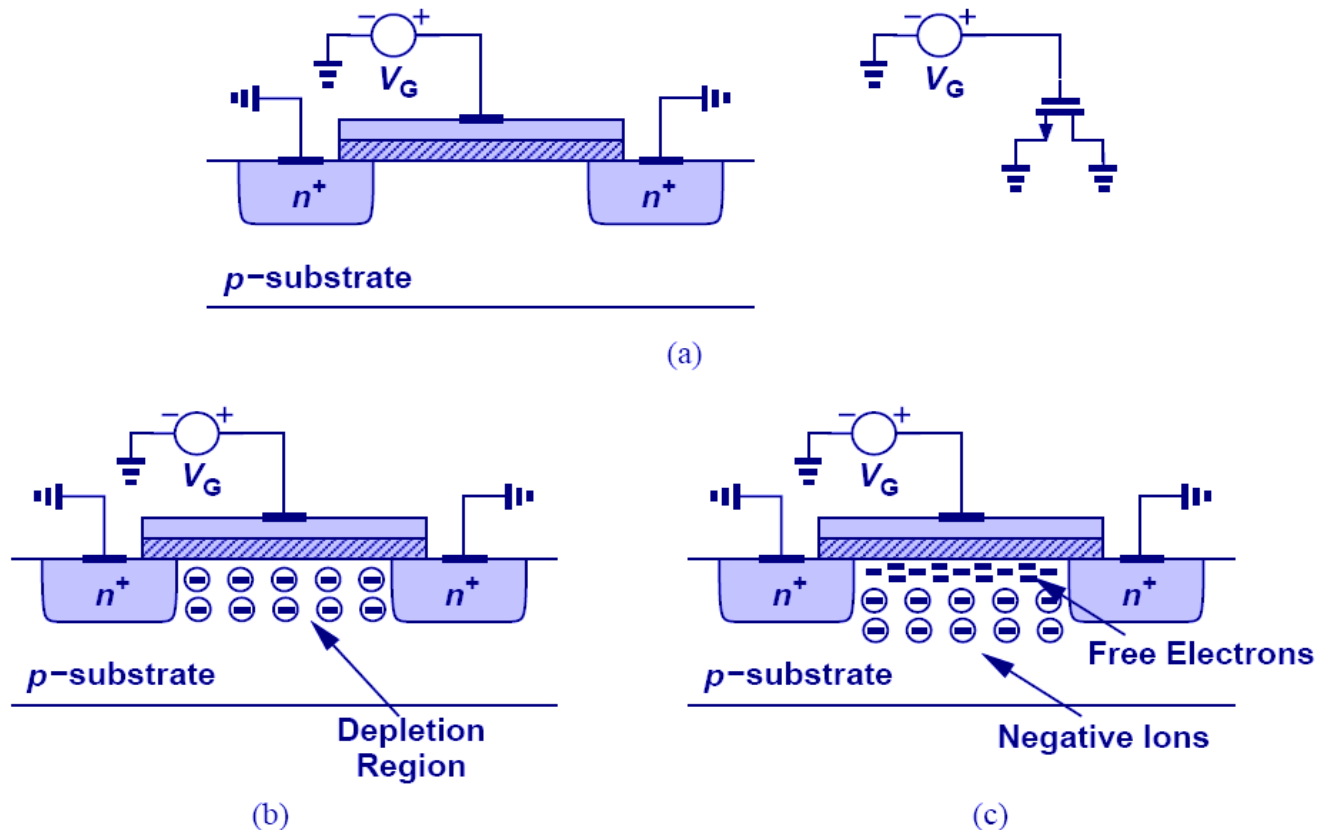 − +
V_G
− +
V_G
n⁺
n⁺
p−substrate
(a)
− +
V_G
n⁺
n⁺
p−substrate
Depletion
Region
(b)
− +
V_G
n⁺
n⁺
p−substrate
Free Electrons
Negative Ions
(c)